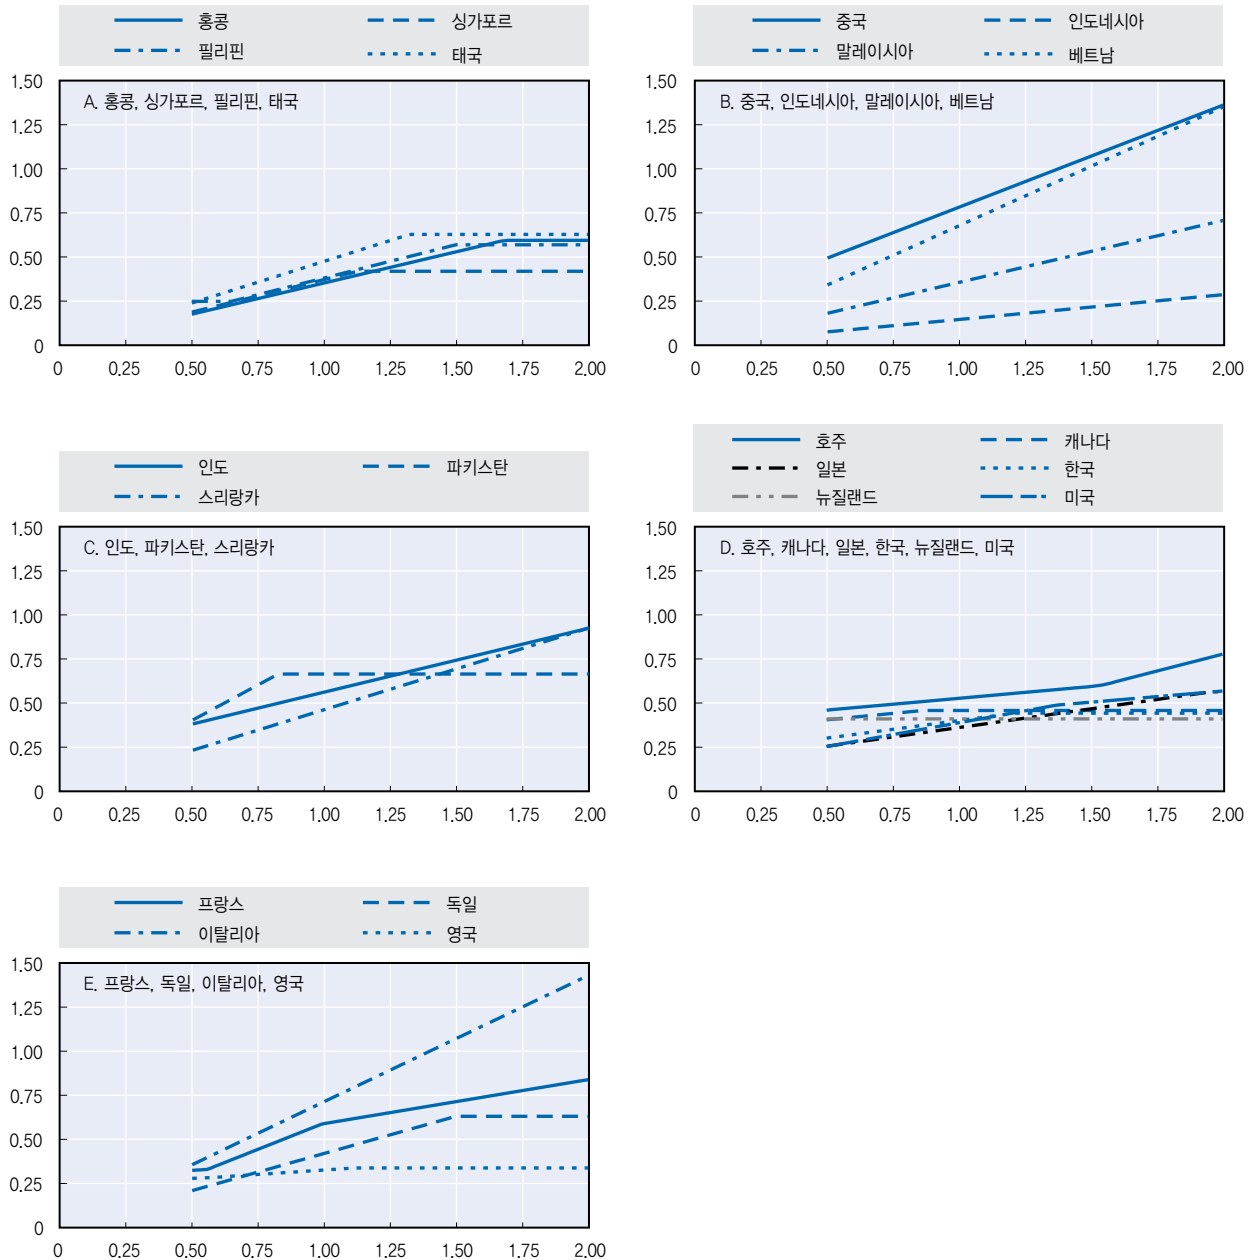 홍콩 싱가포르
필리핀 태국
A. 홍콩, 싱가포르, 필리핀, 태국
1.50
1.25
1.00
0.75
0.50
0.25
0
0 0.25 0.50 0.75 1.00 1.25 1.50 1.75 2.00
중국 인도네시아
말레이시아 베트남
B. 중국, 인도네시아, 말레이시아, 베트남
1.50
1.25
1.00
0.75
0.50
0.25
0
0 0.25 0.50 0.75 1.00 1.25 1.50 1.75 2.00
인도 파키스탄
스리랑카
C. 인도, 파키스탄, 스리랑카
1.50
1.25
1.00
0.75
0.50
0.25
0
0 0.25 0.50 0.75 1.00 1.25 1.50 1.75 2.00
호주 캐나다
일본 한국
뉴질랜드 미국
D. 호주, 캐나다, 일본, 한국, 뉴질랜드, 미국
1.50
1.25
1.00
0.75
0.50
0.25
0
0 0.25 0.50 0.75 1.00 1.25 1.50 1.75 2.00
프랑스 독일
이탈리아 영국
E. 프랑스, 독일, 이탈리아, 영국
1.50
1.25
1.00
0.75
0.50
0.25
0
0 0.25 0.50 0.75 1.00 1.25 1.50 1.75 2.00